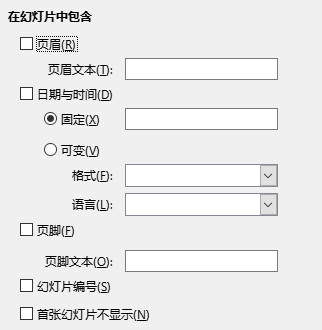 在幻灯片中包含
页眉(R)
页眉文本(T):
日期与时间(D)
固定(X)
可变(V)
格式(F):
语言(L):
页脚(F)
页脚文本(O):
幻灯片编号(S)
首张幻灯片不显示(N)